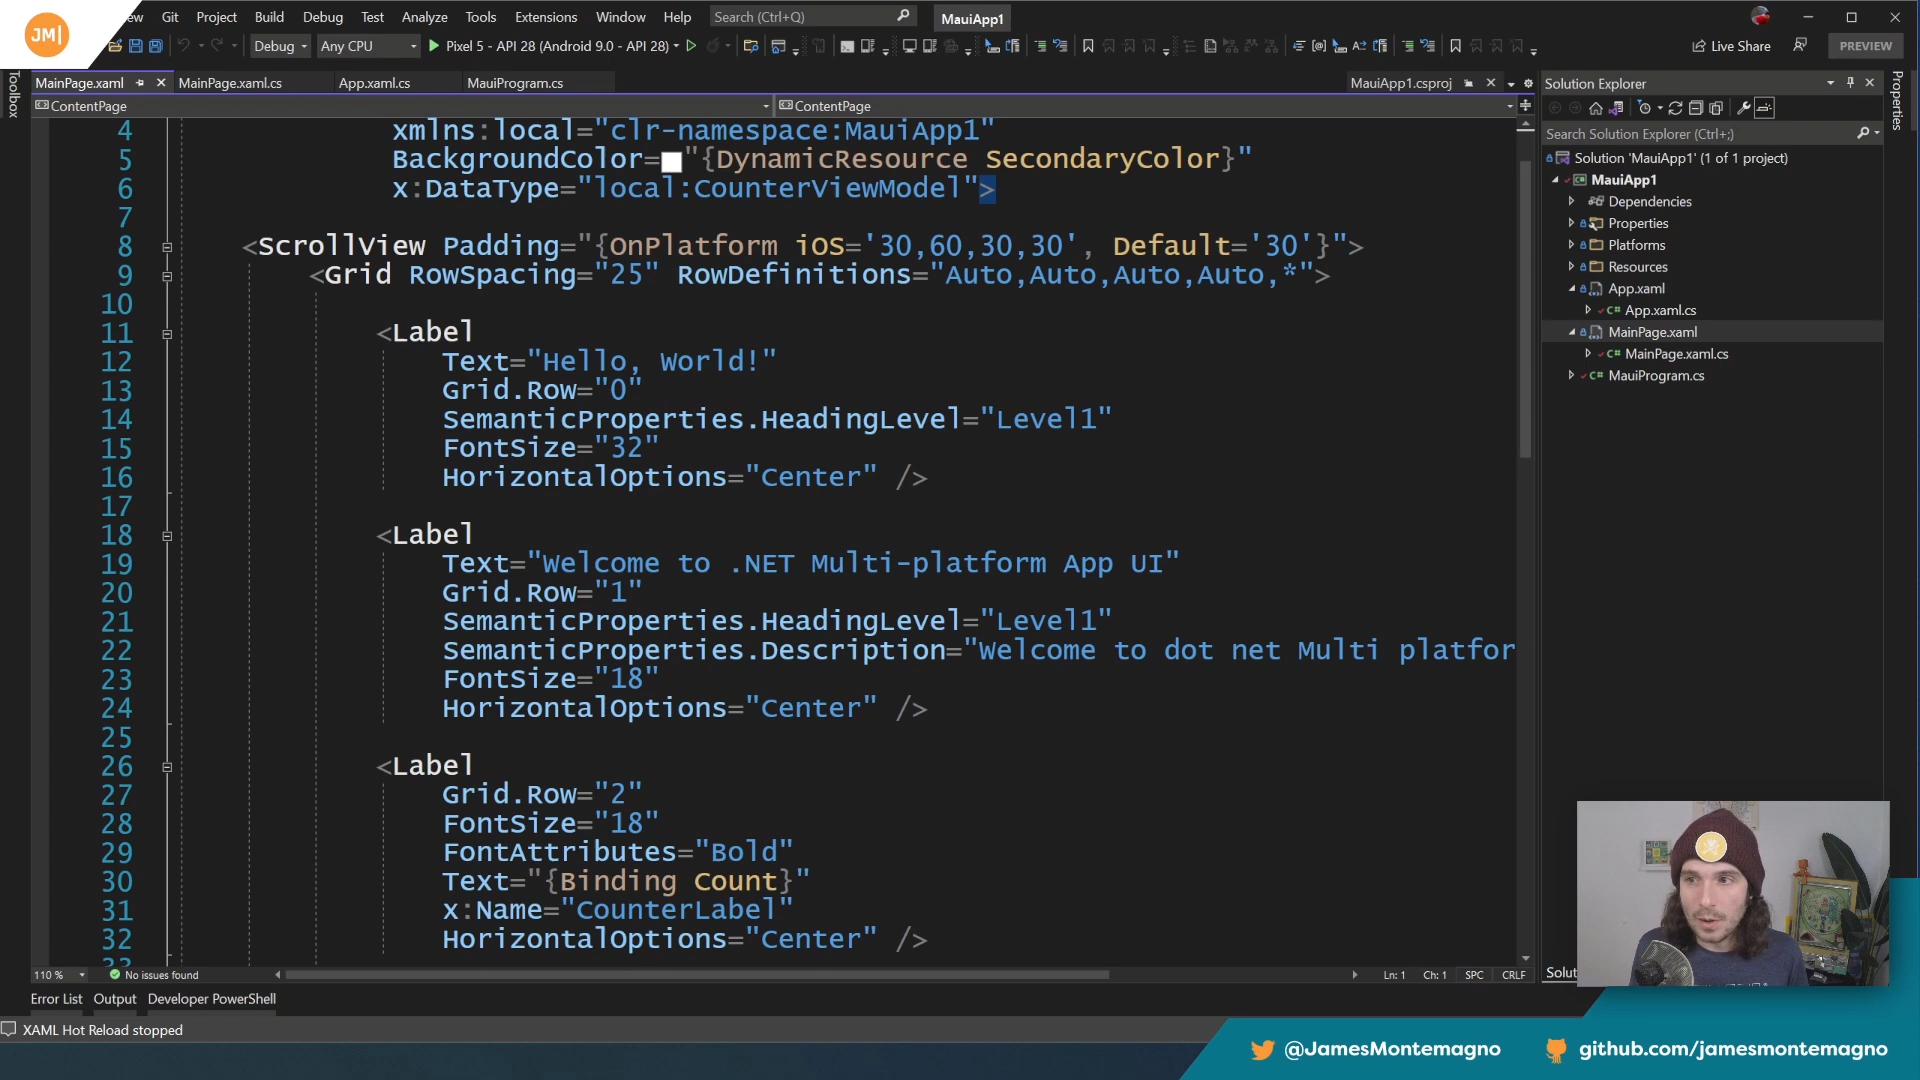 JM|
Git Project Build Debug Test Analyze Tools Extensions Window Help Search (Ctrl+Q) MauiApp1
Debug Any CPU Pixel 5 - API 28 (Android 9.0 - API 28) Live Share PREVIEW
Toolbox
MainPage.xaml MainPage.xaml.cs App.xaml.cs MauiProgram.cs MauiApp1.csproj
ContentPage ContentPage
4 xmlns:local="clr-namespace:MauiApp1"
5 BackgroundColor="{DynamicResource SecondaryColor}"
6 x:DataType="local:CounterViewModel">
7
8 <ScrollView Padding="{OnPlatform iOS='30,60,30,30', Default='30'}">
9 <Grid RowSpacing="25" RowDefinitions="Auto,Auto,Auto,Auto,*">
10
11 <Label
12 Text="Hello, World!"
13 Grid.Row="0"
14 SemanticProperties.HeadingLevel="Level1"
15 FontSize="32"
16 HorizontalOptions="Center" />
17
18 <Label
19 Text="Welcome to .NET Multi-platform App UI"
20 Grid.Row="1"
21 SemanticProperties.HeadingLevel="Level1"
22 SemanticProperties.Description="Welcome to dot net Multi platfor
23 FontSize="18"
24 HorizontalOptions="Center" />
25
26 <Label
27 Grid.Row="2"
28 FontSize="18"
29 FontAttributes="Bold"
30 Text="{Binding Count}"
31 x:Name="CounterLabel"
32 HorizontalOptions="Center" />
110 % No issues found Ln: 1 Ch: 1 SPC CRLF
Error List Output Developer PowerShell
XAML Hot Reload stopped
Solution Explorer
Properties
Search Solution Explorer (Ctrl+;)
Solution 'MauiApp1' (1 of 1 project)
MauiApp1
Dependencies
Properties
Platforms
Resources
App.xaml
App.xaml.cs
MainPage.xaml
MainPage.xaml.cs
MauiProgram.cs
@JamesMontemagno github.com/jamesmontemagno